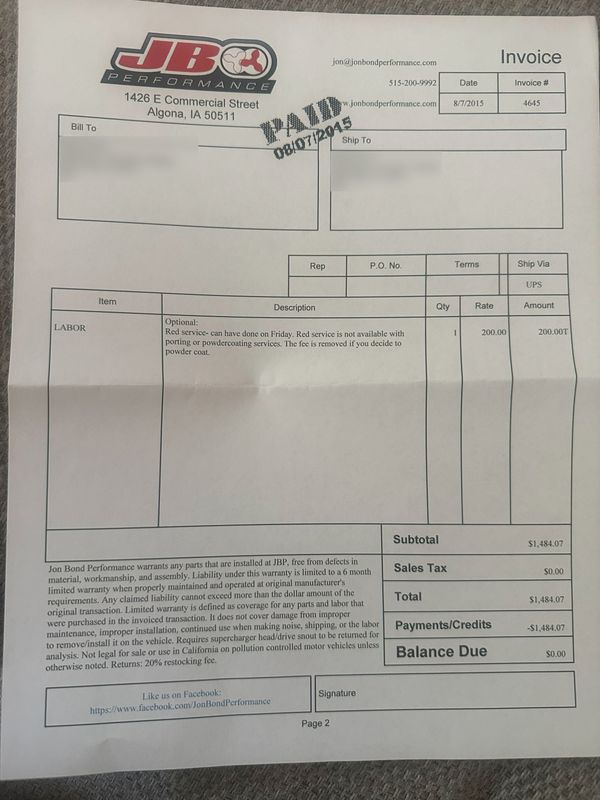 JB
PERFORMANCE
1426 E Commercial Street
Algona, IA 50511
jon@jonbondperformance.com
515-200-9992
w.jonbondperformance.com
Invoice
Date Invoice #
8/7/2015 4645
PAID
08/07/2015
Bill To
Ship To
Rep P.O. No. Terms Ship Via
UPS
Item Description Qty Rate Amount
LABOR Optional: 1 200.00 200.00T
Red service- can have done on Friday. Red service is not available with
porting or powdercoating services. The fee is removed if you decide to
powder coat.
Subtotal $1,484.07
Sales Tax $0.00
Total $1,484.07
Payments/Credits -$1,484.07
Balance Due $0.00
Jon Bond Performance warrants any parts that are installed at JBP, free from defects in
material, workmanship, and assembly. Liability under this warranty is limited to a 6 month
limited warranty when properly maintained and operated at original manufacturer's
requirements. Any claimed liability cannot exceed more than the dollar amount of the
original transaction. Limited warranty is defined as coverage for any parts and labor that
were purchased in the invoiced transaction. It does not cover damage from improper
maintenance, improper installation, continued use when making noise, shipping, or the labor
to remove/install it on the vehicle. Requires supercharger head/drive snout to be returned for
analysis. Not legal for sale or use in California on pollution controlled motor vehicles unless
otherwise noted. Returns: 20% restocking fee.
Like us on Facebook:
https://www.facebook.com/JonBondPerformance
Signature
Page 2